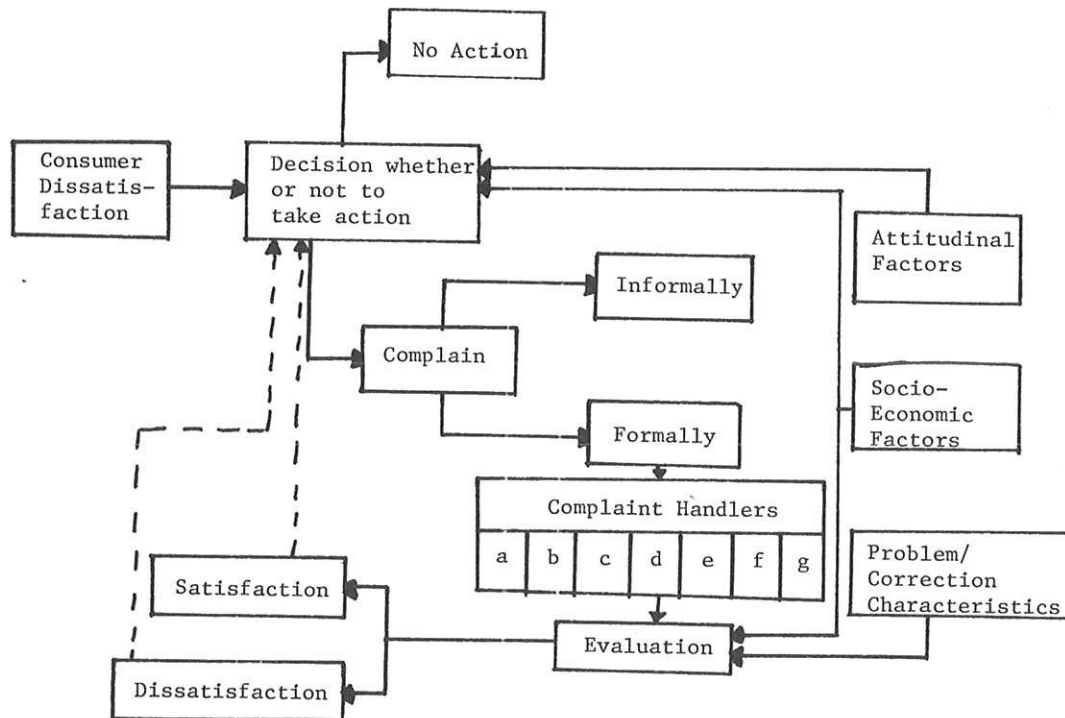 No Action
Consumer
Dissatis-
faction
Decision whether
or not to
take action
Attitudinal
Factors
Informally
Complain
Socio-
Economic
Factors
Formally
Complaint Handlers
a b c d e f g
Problem/
Correction
Characteristics
Satisfaction
Evaluation
Dissatisfaction